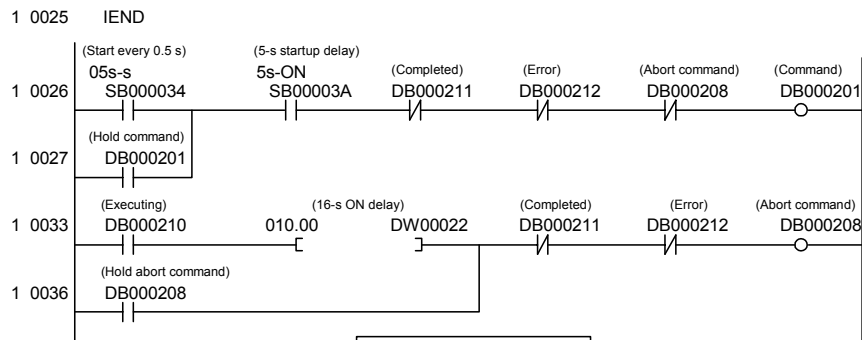 1 0025 IEND
(Start every 0.5 s) (5-s startup delay)
05s-s 5s-ON (Completed) (Error) (Abort command) (Command)
1 0026 SB000034 SB00003A DB000211 DB000212 DB000208 DB000201
(Hold command)
1 0027 DB000201
(Executing) (16-s ON delay) (Completed) (Error) (Abort command)
1 0033 DB000210 010.00 DW00022 DB000211 DB000212 DB000208
(Hold abort command)
1 0036 DB000208